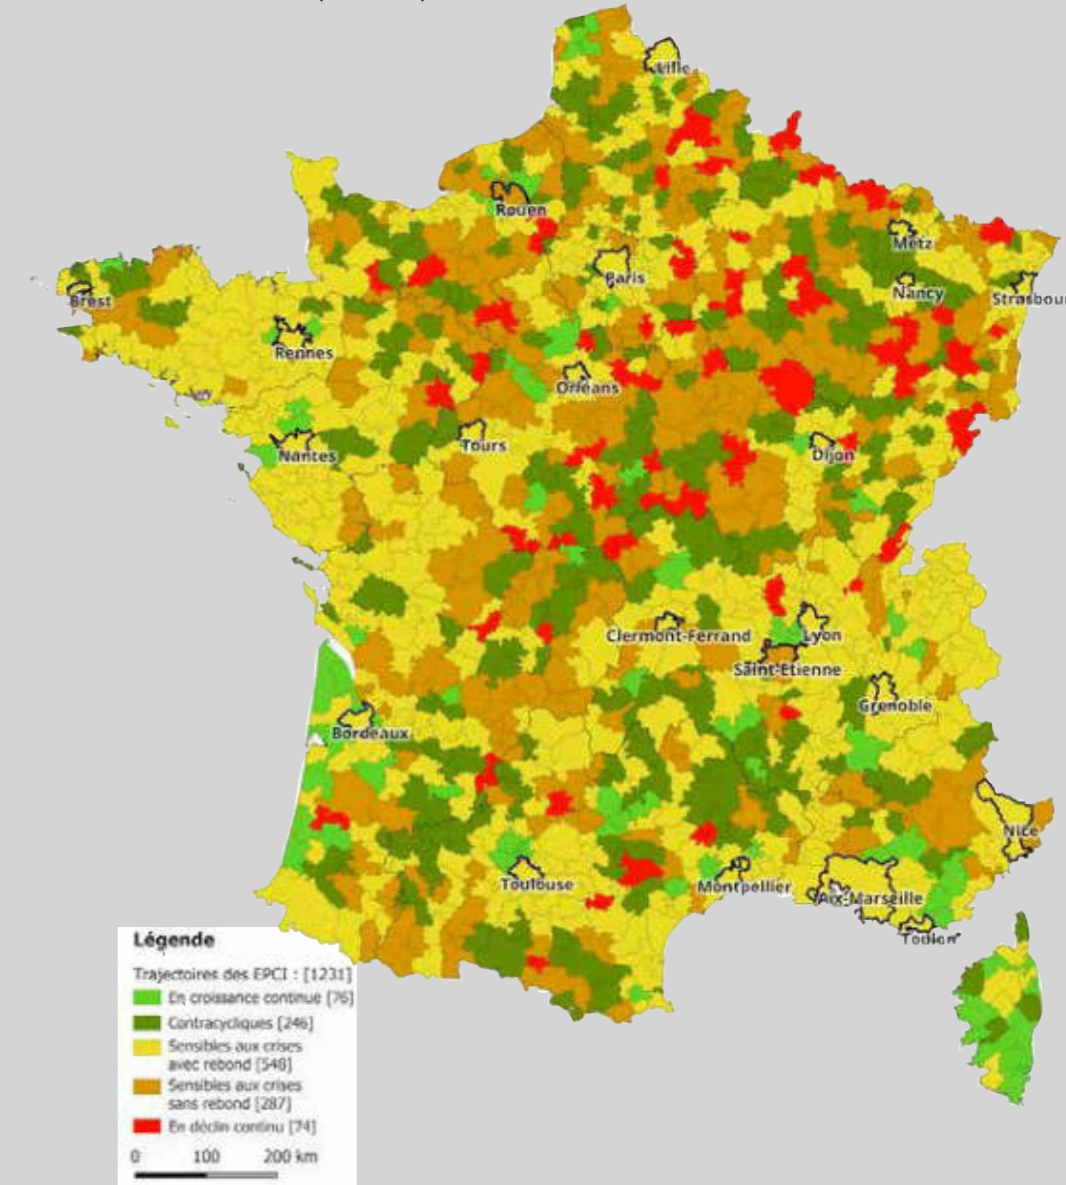 Lille
Rouen
Metz
Paris
Nancy
Brest
Strasbour
Rennes
Orléans
Tours
Nantes
Dijon
Clermont-Ferrand
Lyon
Saint-Etienne
Grenoble
Bordeaux
Nice
Toulouse
Montpellier
Aix-Marseille
Toulon
Légende
Trajectoires des EPCI : [1231]
En croissance continue [76]
Contracycliques [246]
Sensibles aux crises
avec rebond [548]
Sensibles aux crises
sans rebond [287]
En déclin continu [74]
0 100 200 km